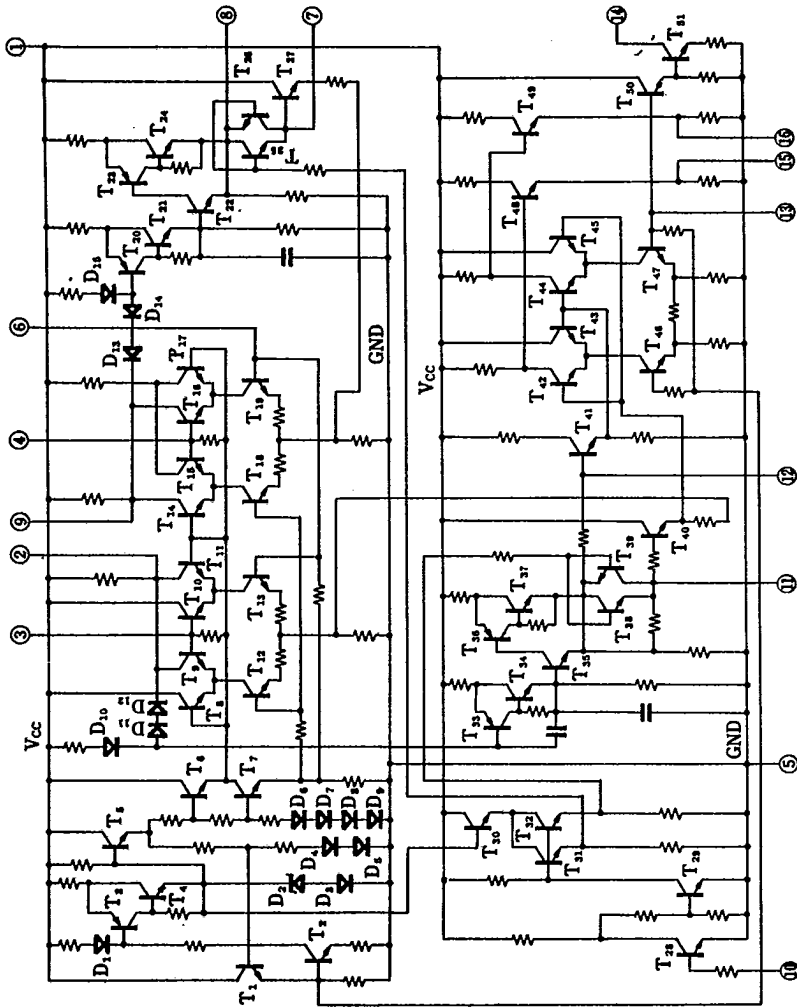 ①
⑧
⑦
T₂₆
T₂₇
T₂₄
T₂₃
T₂₅
T₂₂
T₂₁
T₂₀
D₁₅
D₁₄
D₁₃
⑥
T₁₇
T₁₆
T₁₉
GND
④
T₁₅
T₁₈
T₁₄
⑨
②
T₁₁
T₁₀
T₁₃
③
T₉
T₁₂
T₈
D₁₂
D₁₁
D₁₀
Vcc
T₆
T₇
D₆
D₇
D₈
D₉
T₅
D₄
D₅
T₃
T₄
D₂
D₃
D₁
T₂
T₁
⑭
T₅₁
T₅₀
T₄₉
⑯
⑮
T₄₈
⑬
T₄₅
T₄₄
T₄₇
T₄₃
T₄₂
T₄₆
Vcc
T₄₁
⑫
T₄₀
T₃₉
T₃₇
T₃₈
⑪
T₃₆
T₃₅
T₃₄
T₃₃
GND
⑤
T₃₀
T₃₂
T₃₁
T₂₉
T₂₈
⑩